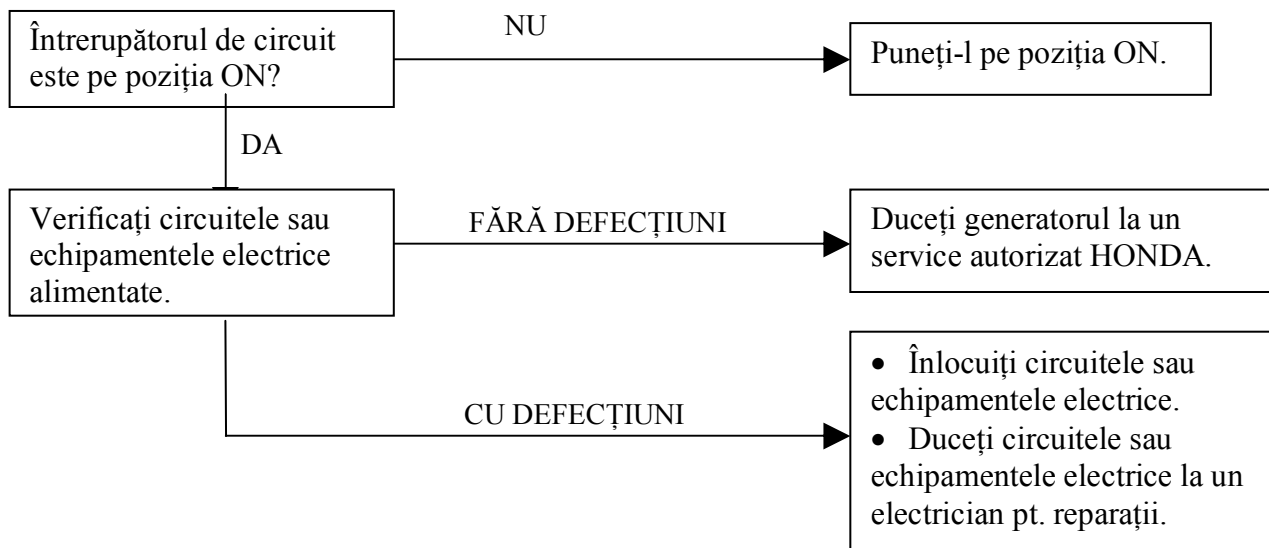 Întrerupătorul de circuit
este pe poziția ON?
NU
Puneți-l pe poziția ON.
DA
Verificați circuitele sau
echipamentele electrice
alimentate.
FĂRĂ DEFECȚIUNI
Duceți generatorul la un
service autorizat HONDA.
CU DEFECȚIUNI
• Înlocuiți circuitele sau
echipamentele electrice.
• Duceți circuitele sau
echipamentele electrice la un
electrician pt. reparații.